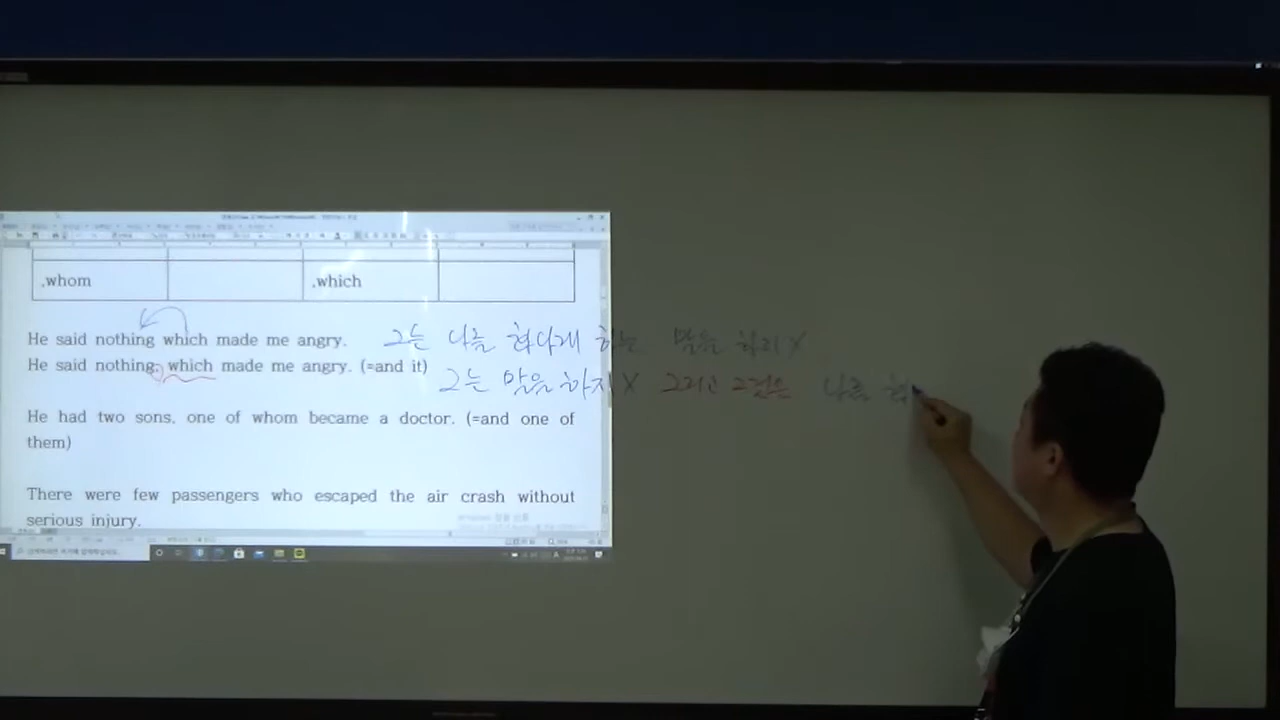 ,whom ,which
He said nothing which made me angry. 그는 나를 화나게 하는 말을 하지 X
He said nothing, which made me angry. (=and it)
그는 말을 하지 X 그리고 그것은 나를 화
He had two sons, one of whom became a doctor. (=and one of
them)
There were few passengers who escaped the air crash without
serious injury.